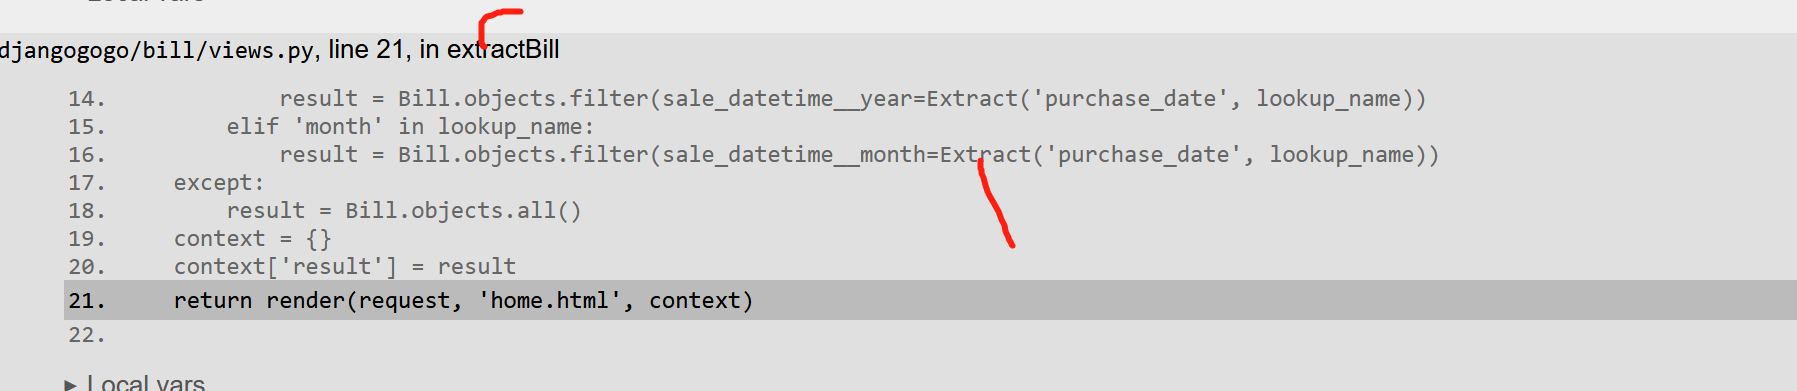 Local vars
djangogogo/bill/views.py, line 21, in extractBill
14. result = Bill.objects.filter(sale_datetime__year=Extract('purchase_date', lookup_name))
15. elif 'month' in lookup_name:
16. result = Bill.objects.filter(sale_datetime__month=Extract('purchase_date', lookup_name))
17. except:
18. result = Bill.objects.all()
19. context = {}
20. context['result'] = result
21. return render(request, 'home.html', context)
22.
▶ Local vars